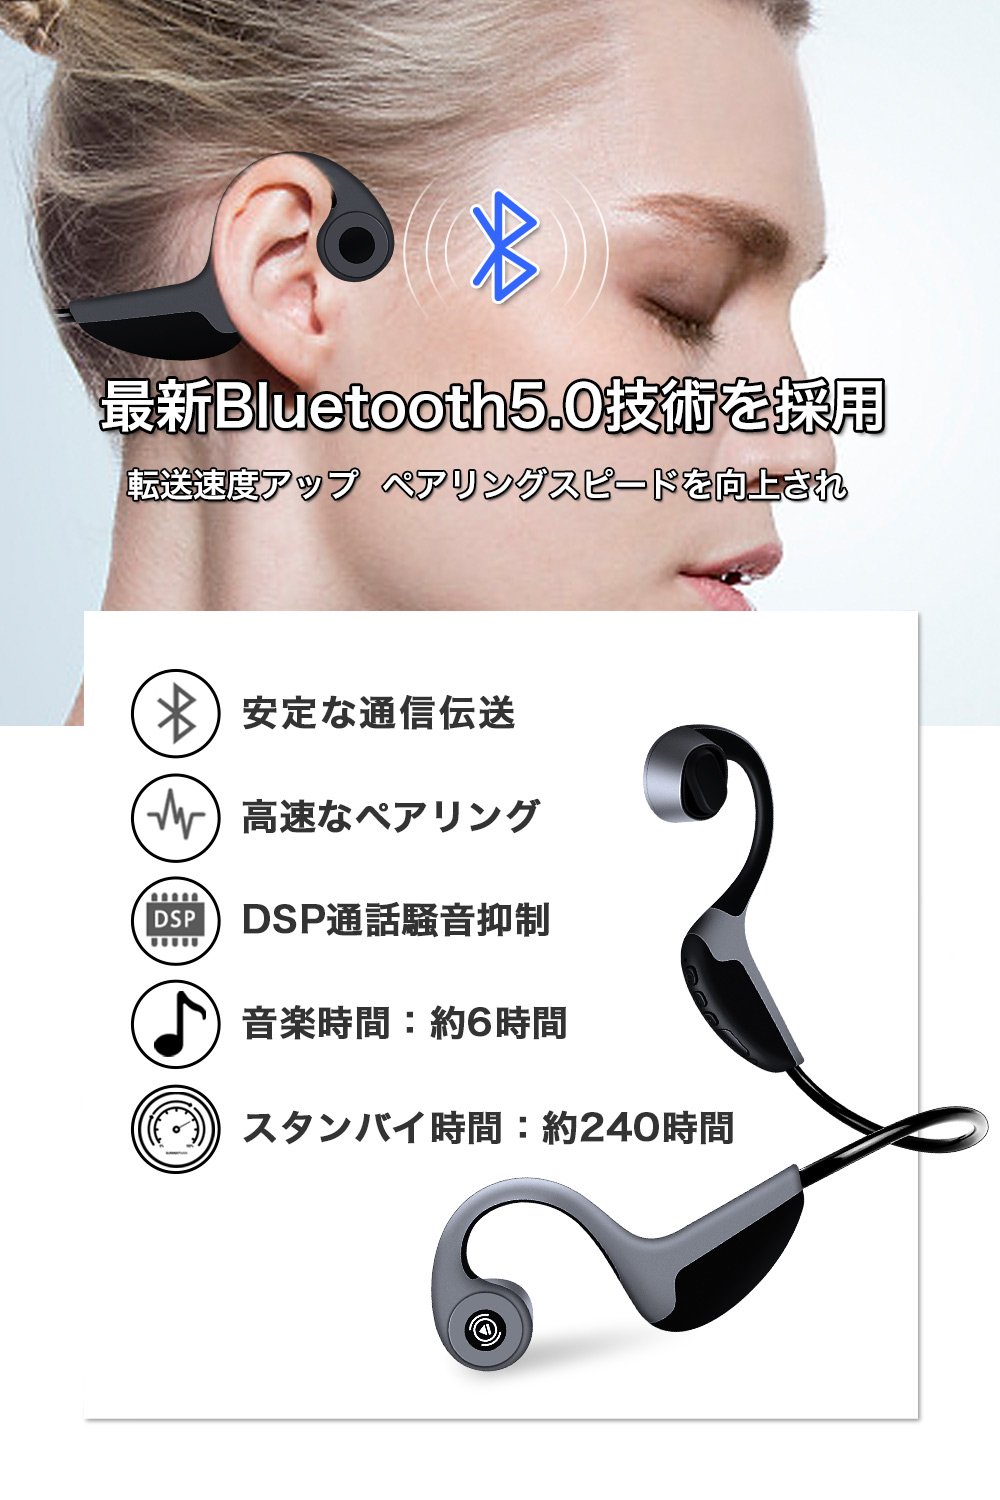 最新Bluetooth5.0技術を採用
転送速度アップ ペアリングスピードを向上され
安定な通信伝送
高速なペアリング
DSP
DSP通話騒音抑制
音楽時間：約6時間
スタンバイ時間：約240時間